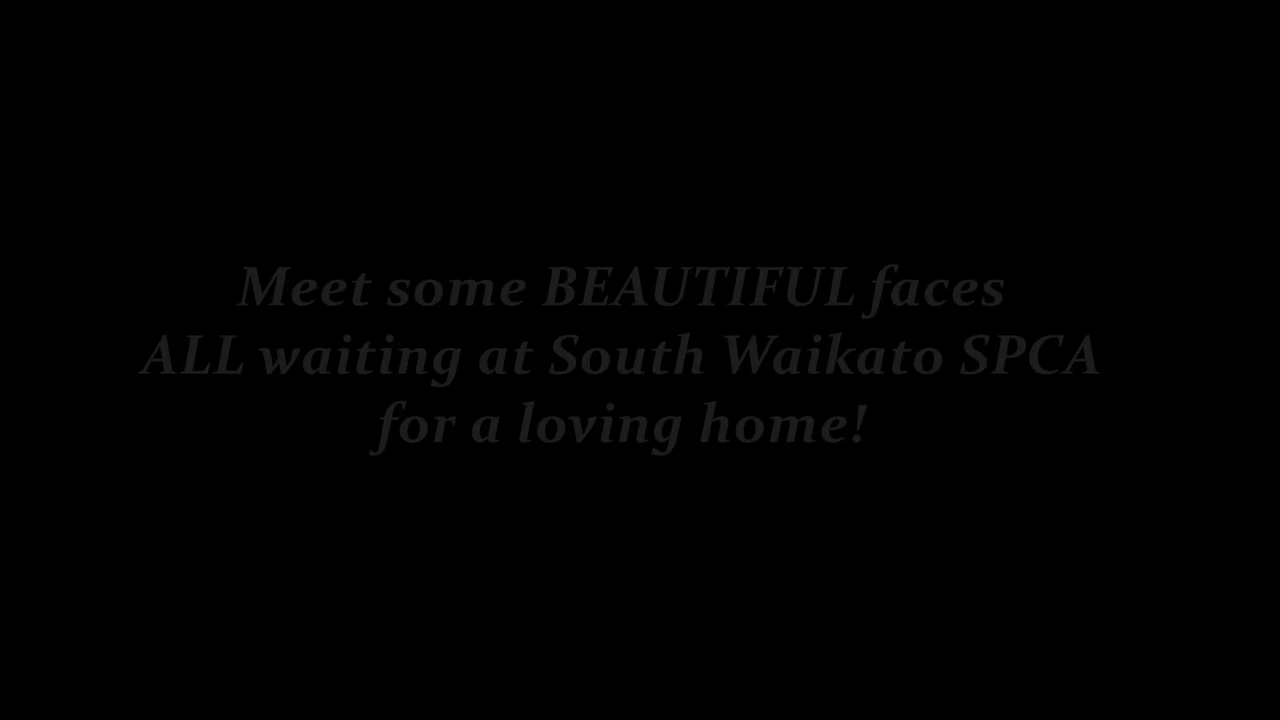 Meet some BEAUTIFUL faces
ALL waiting at South Waikato SPCA
for a loving home!